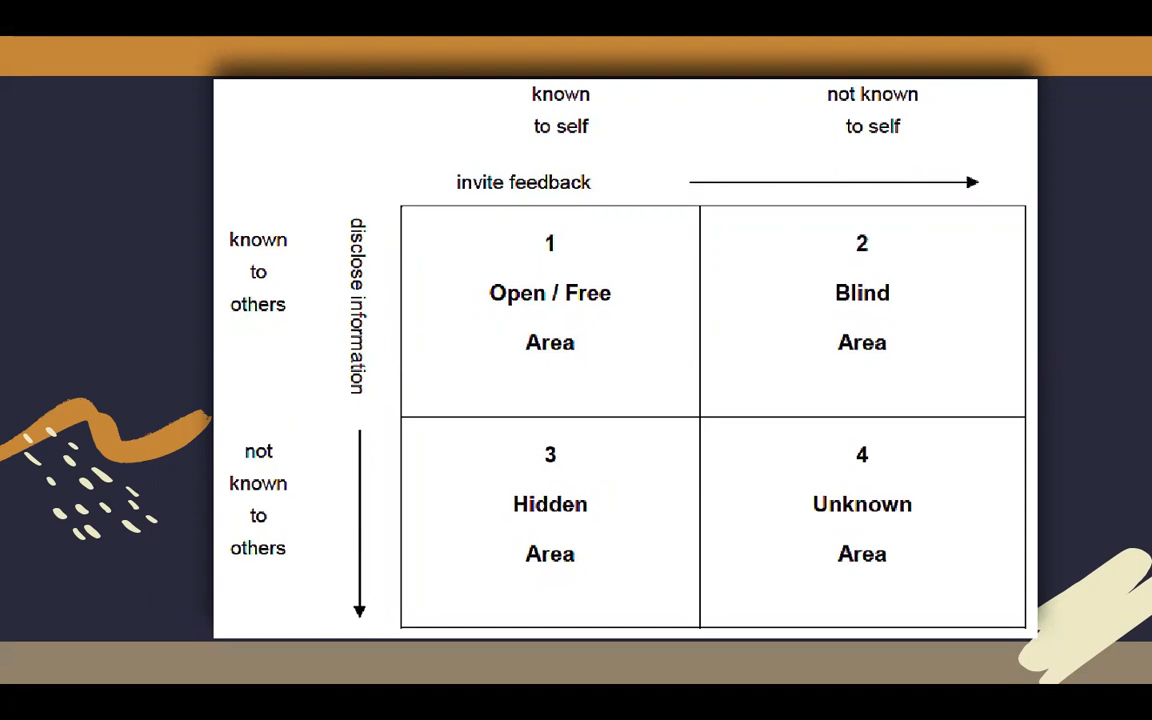 known
to self
not known
to self
invite feedback
known
to
others
disclose information
1
Open / Free
Area
2
Blind
Area
not
known
to
others
3
Hidden
Area
4
Unknown
Area